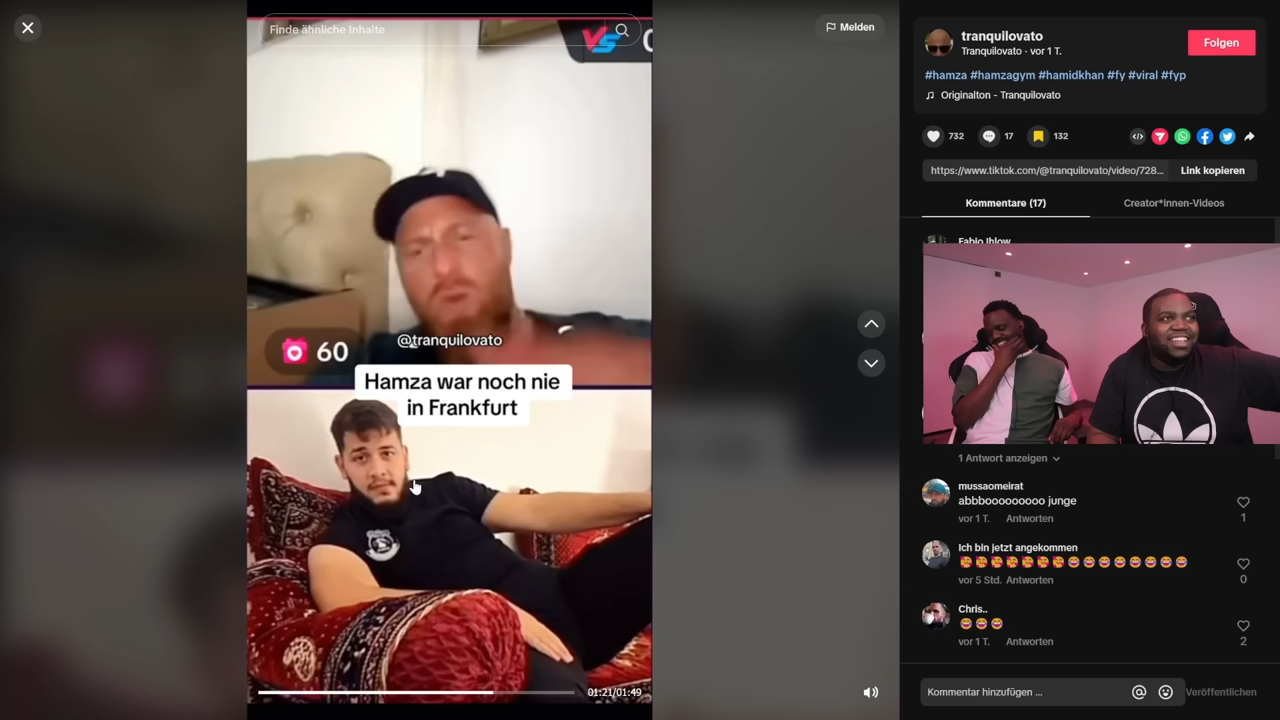 Finde ähnliche Inhalte
VS
Melden
60
@tranquilovato
Hamza war noch nie
in Frankfurt
01:21/01:49
tranquilovato
Tranquilovato · vor 1 T.
Folgen
#hamza #hamzagym #hamidkhan #fy #viral #fyp
Originalton - Tranquilovato
732
17
132
https://www.tiktok.com/@tranquilovato/video/728...
Link kopieren
Kommentare (17)
Creator*innen-Videos
Fabio Ihlow
1 Antwort anzeigen
mussaomeirat
abbbooooooooo junge
vor 1 T. Antworten
1
Ich bin jetzt angekommen
vor 5 Std. Antworten
0
Chris..
vor 1 T. Antworten
2
Kommentar hinzufügen ...
Veröffentlichen